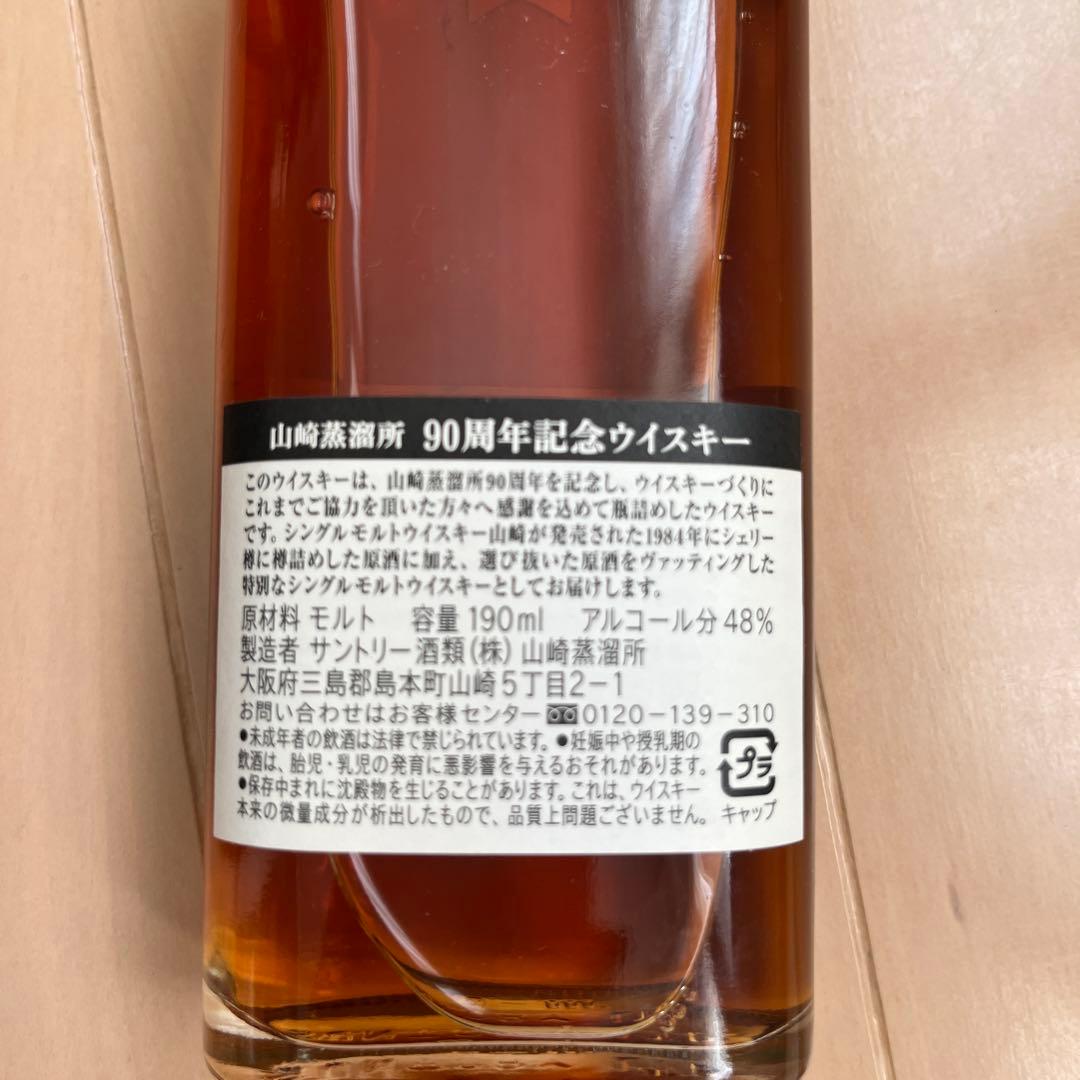 山崎蒸溜所 90周年記念ウイスキー
このウイスキーは、山崎蒸溜所90周年を記念し、ウイスキーづくりに
これまでご協力を頂いた方々へ感謝を込めて瓶詰めしたウイスキー
です。シングルモルトウイスキー山崎が発売された1984年にシェリー
樽に樽詰めした原酒に加え、選び抜いた原酒をヴァッティングした
特別なシングルモルトウイスキーとしてお届けします。
原材料 モルト 容量 190ml アルコール分 48%
製造者 サントリー酒類(株) 山崎蒸溜所
大阪府三島郡島本町山崎5丁目2-1
お問い合わせはお客様センター 0120-139-310
●未成年者の飲酒は法律で禁じられています。●妊娠中や授乳期の
飲酒は、胎児・乳児の発育に悪影響を与えるおそれがあります。
●保存中まれに沈殿物を生じることがあります。これは、ウイスキー
本来の微量成分が析出したもので、品質上問題ございません。
プラ
キャップ